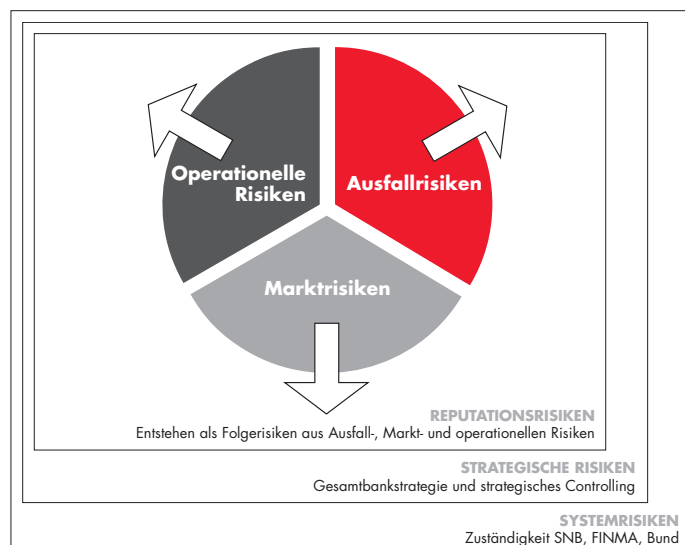 Operationelle
Risiken
Ausfallrisiken
Marktrisiken
REPUTATIONSRISIKEN
Entstehen als Folgerisiken aus Ausfall-, Markt- und operationellen Risiken
STRATEGISCHE RISIKEN
Gesamtbankstrategie und strategisches Controlling
SYSTEMRISIKEN
Zuständigkeit SNB, FINMA, Bund